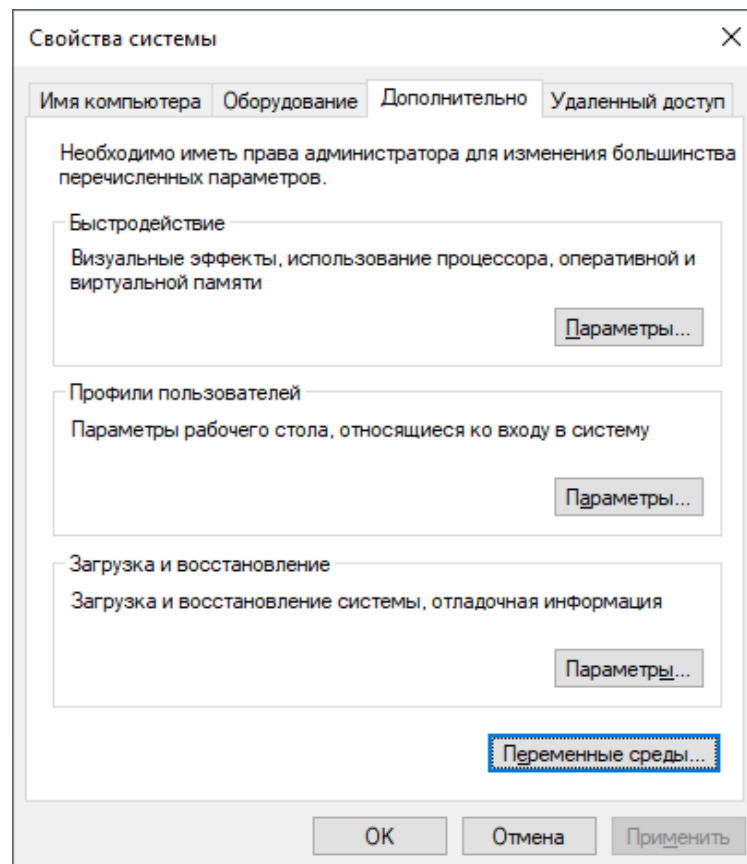 Свойства системы
Имя компьютера Оборудование Дополнительно Удаленный доступ
Необходимо иметь права администратора для изменения большинства
перечисленных параметров.
Быстродействие
Визуальные эффекты, использование процессора, оперативной и
виртуальной памяти
Параметры...
Профили пользователей
Параметры рабочего стола, относящиеся ко входу в систему
Параметры...
Загрузка и восстановление
Загрузка и восстановление системы, отладочная информация
Параметры...
Переменные среды...
ОК Отмена Применить